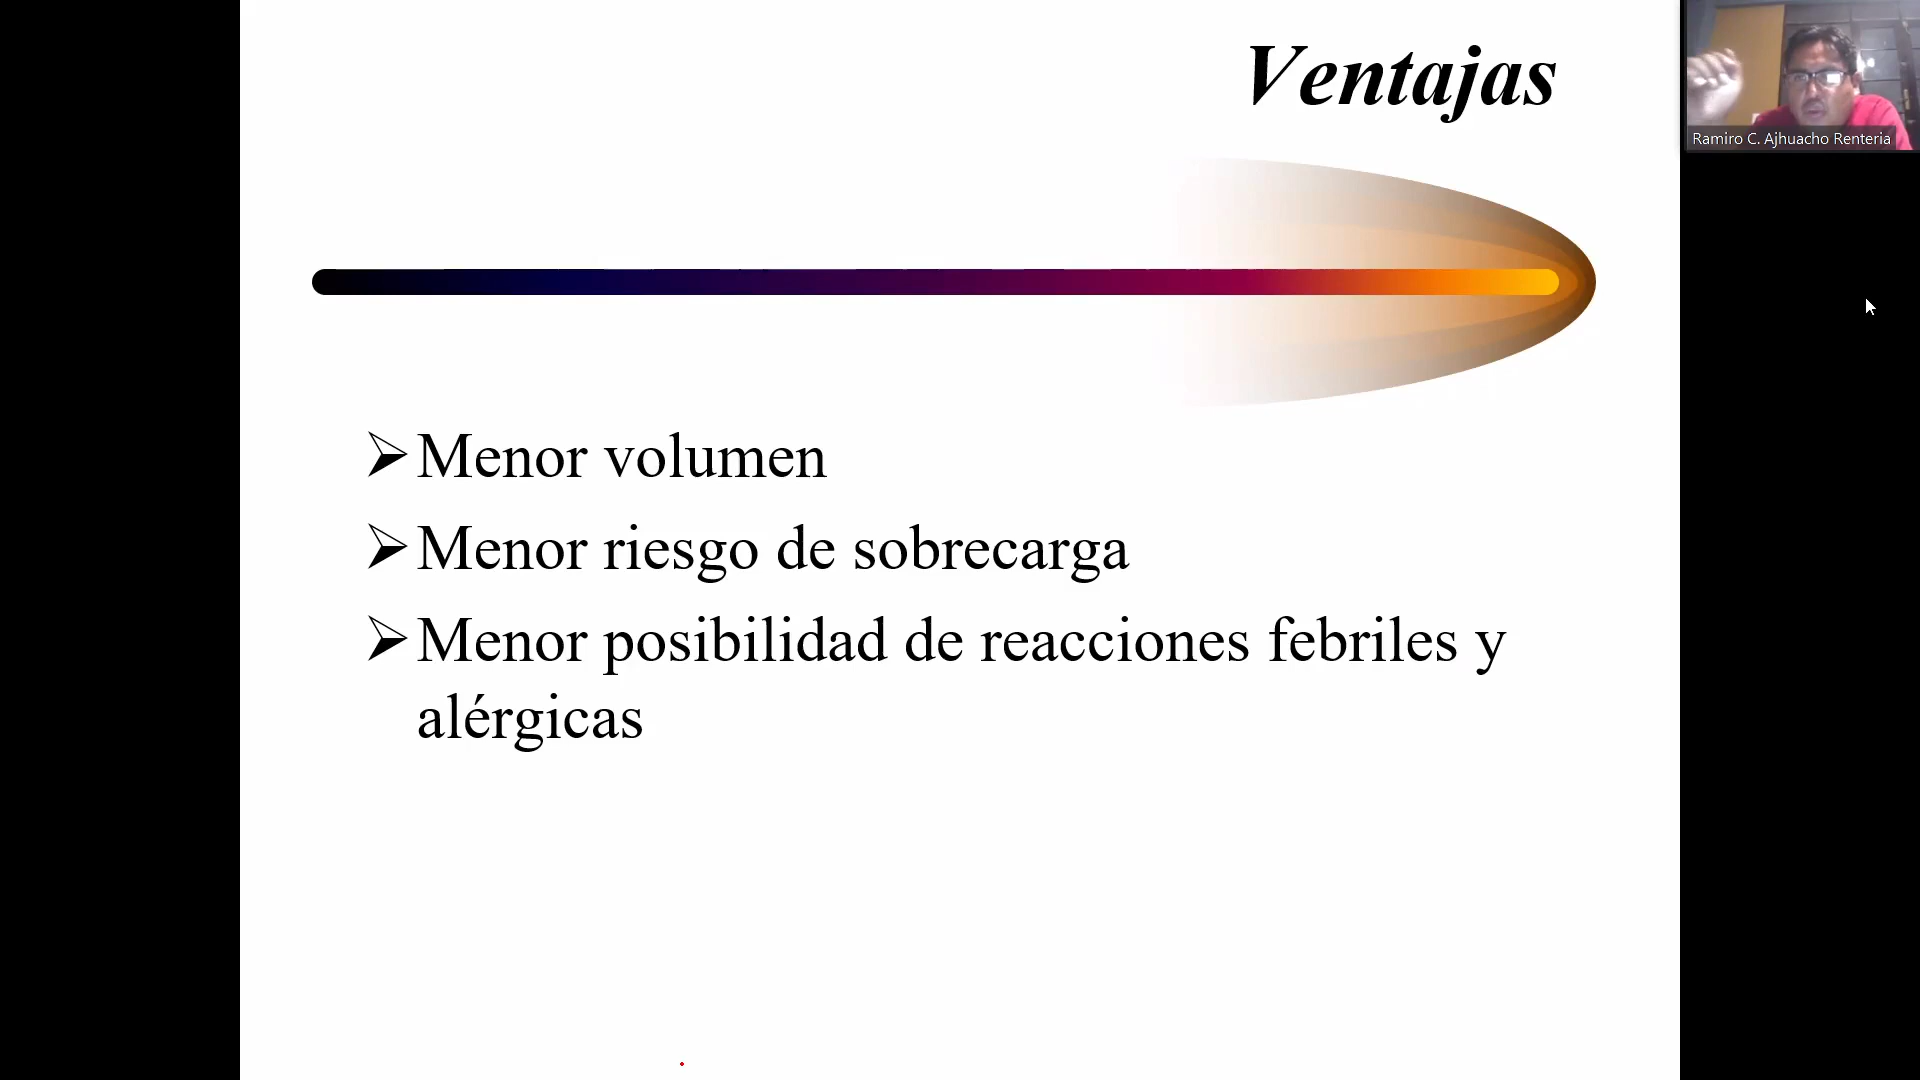 Ventajas
Ramiro C. Ajhuacho Renteria
Menor volumen
Menor riesgo de sobrecarga
Menor posibilidad de reacciones febriles y
alérgicas